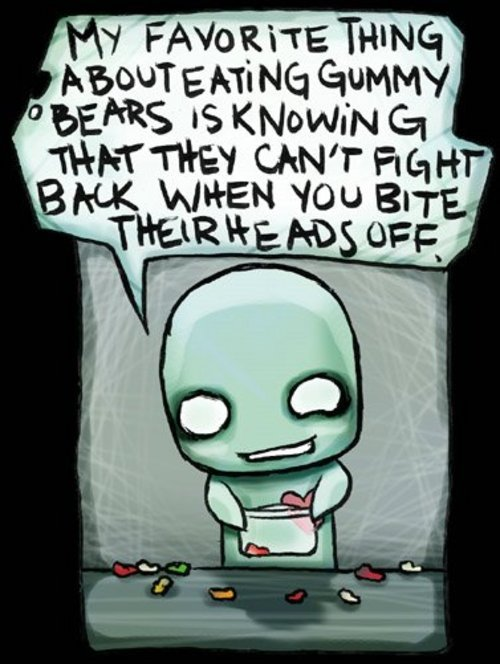 MY FAVORiTE THiNG
ABOUT EATiNG GUMMY
BEARS iS KNOWiNG
THAT THEY CAN'T FiGHT
BACK WHEN YOU BiTE
THEiR HEADS OFF.